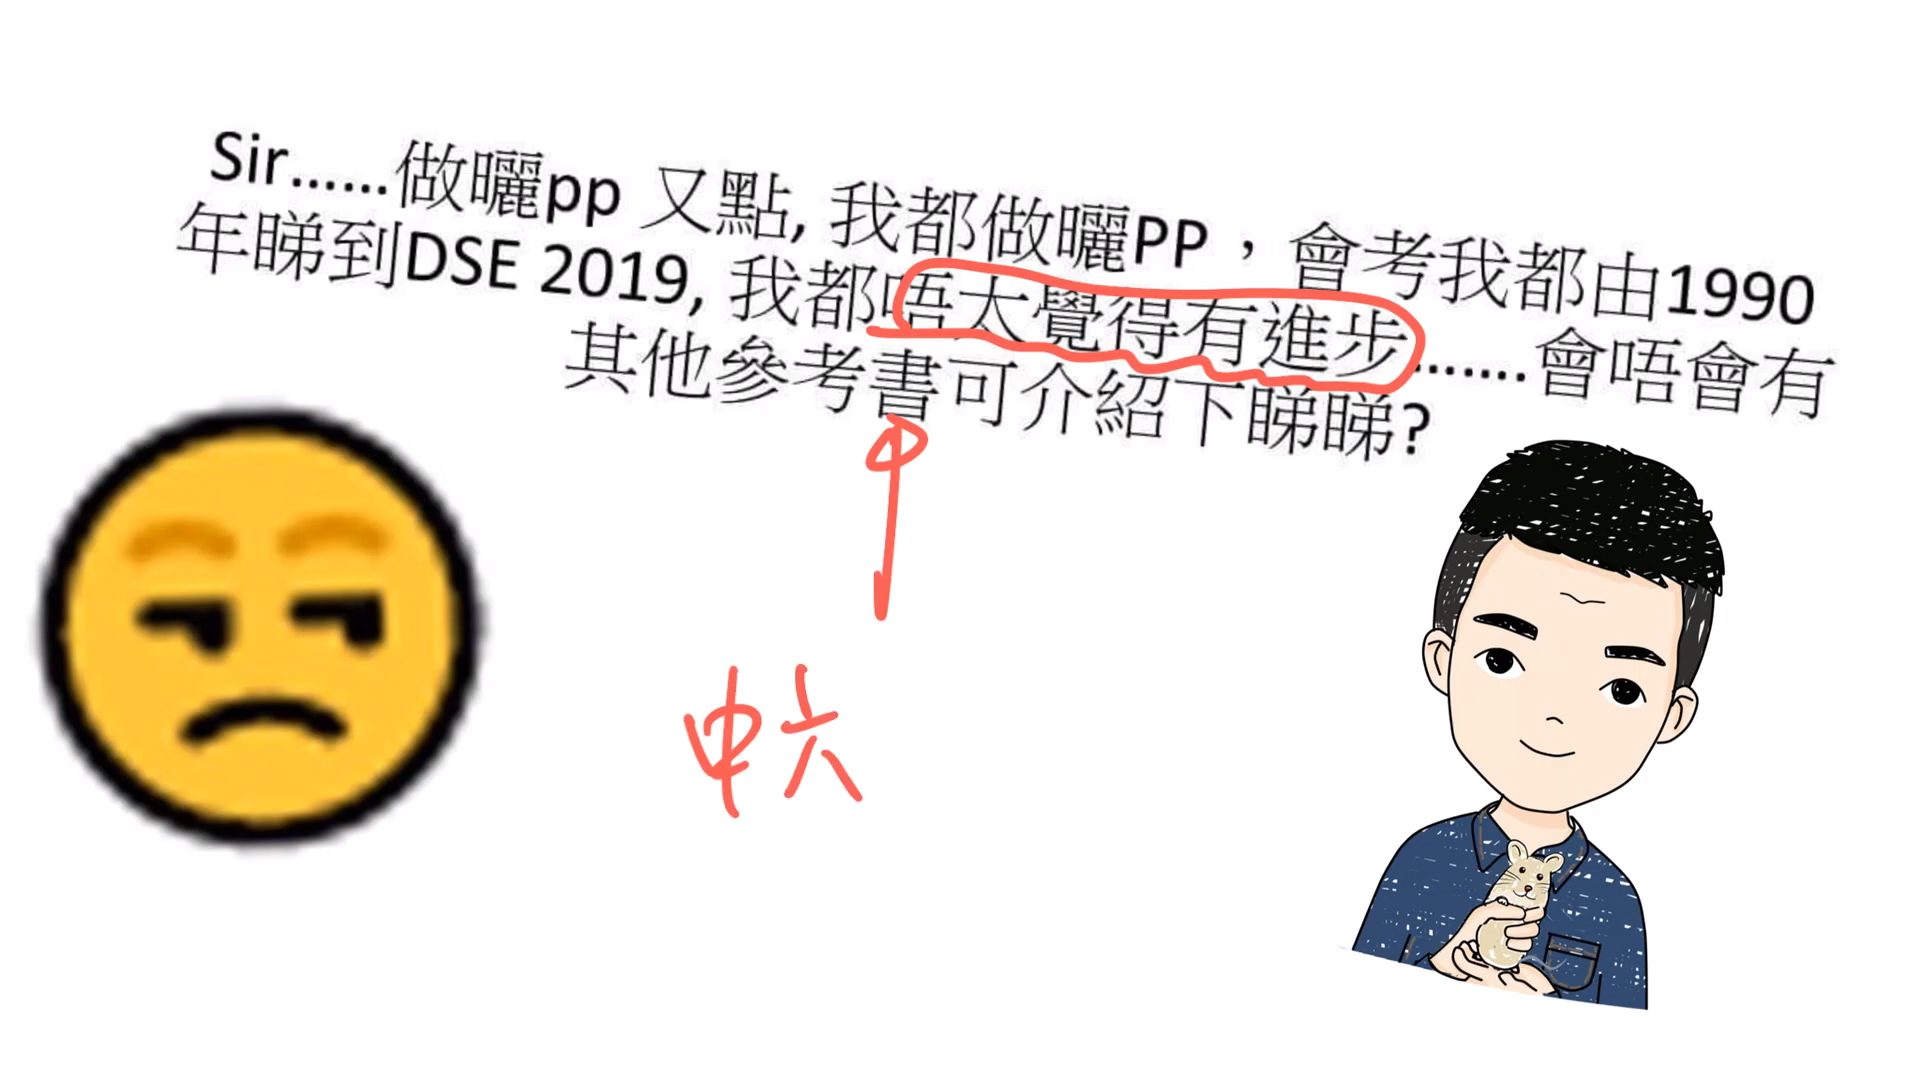 Sir……做曬pp 又點, 我都做曬PP，會考我都由1990
年睇到DSE 2019, 我都唔太覺得有進步…….會唔會有
其他參考書可介紹下睇睇?
中六